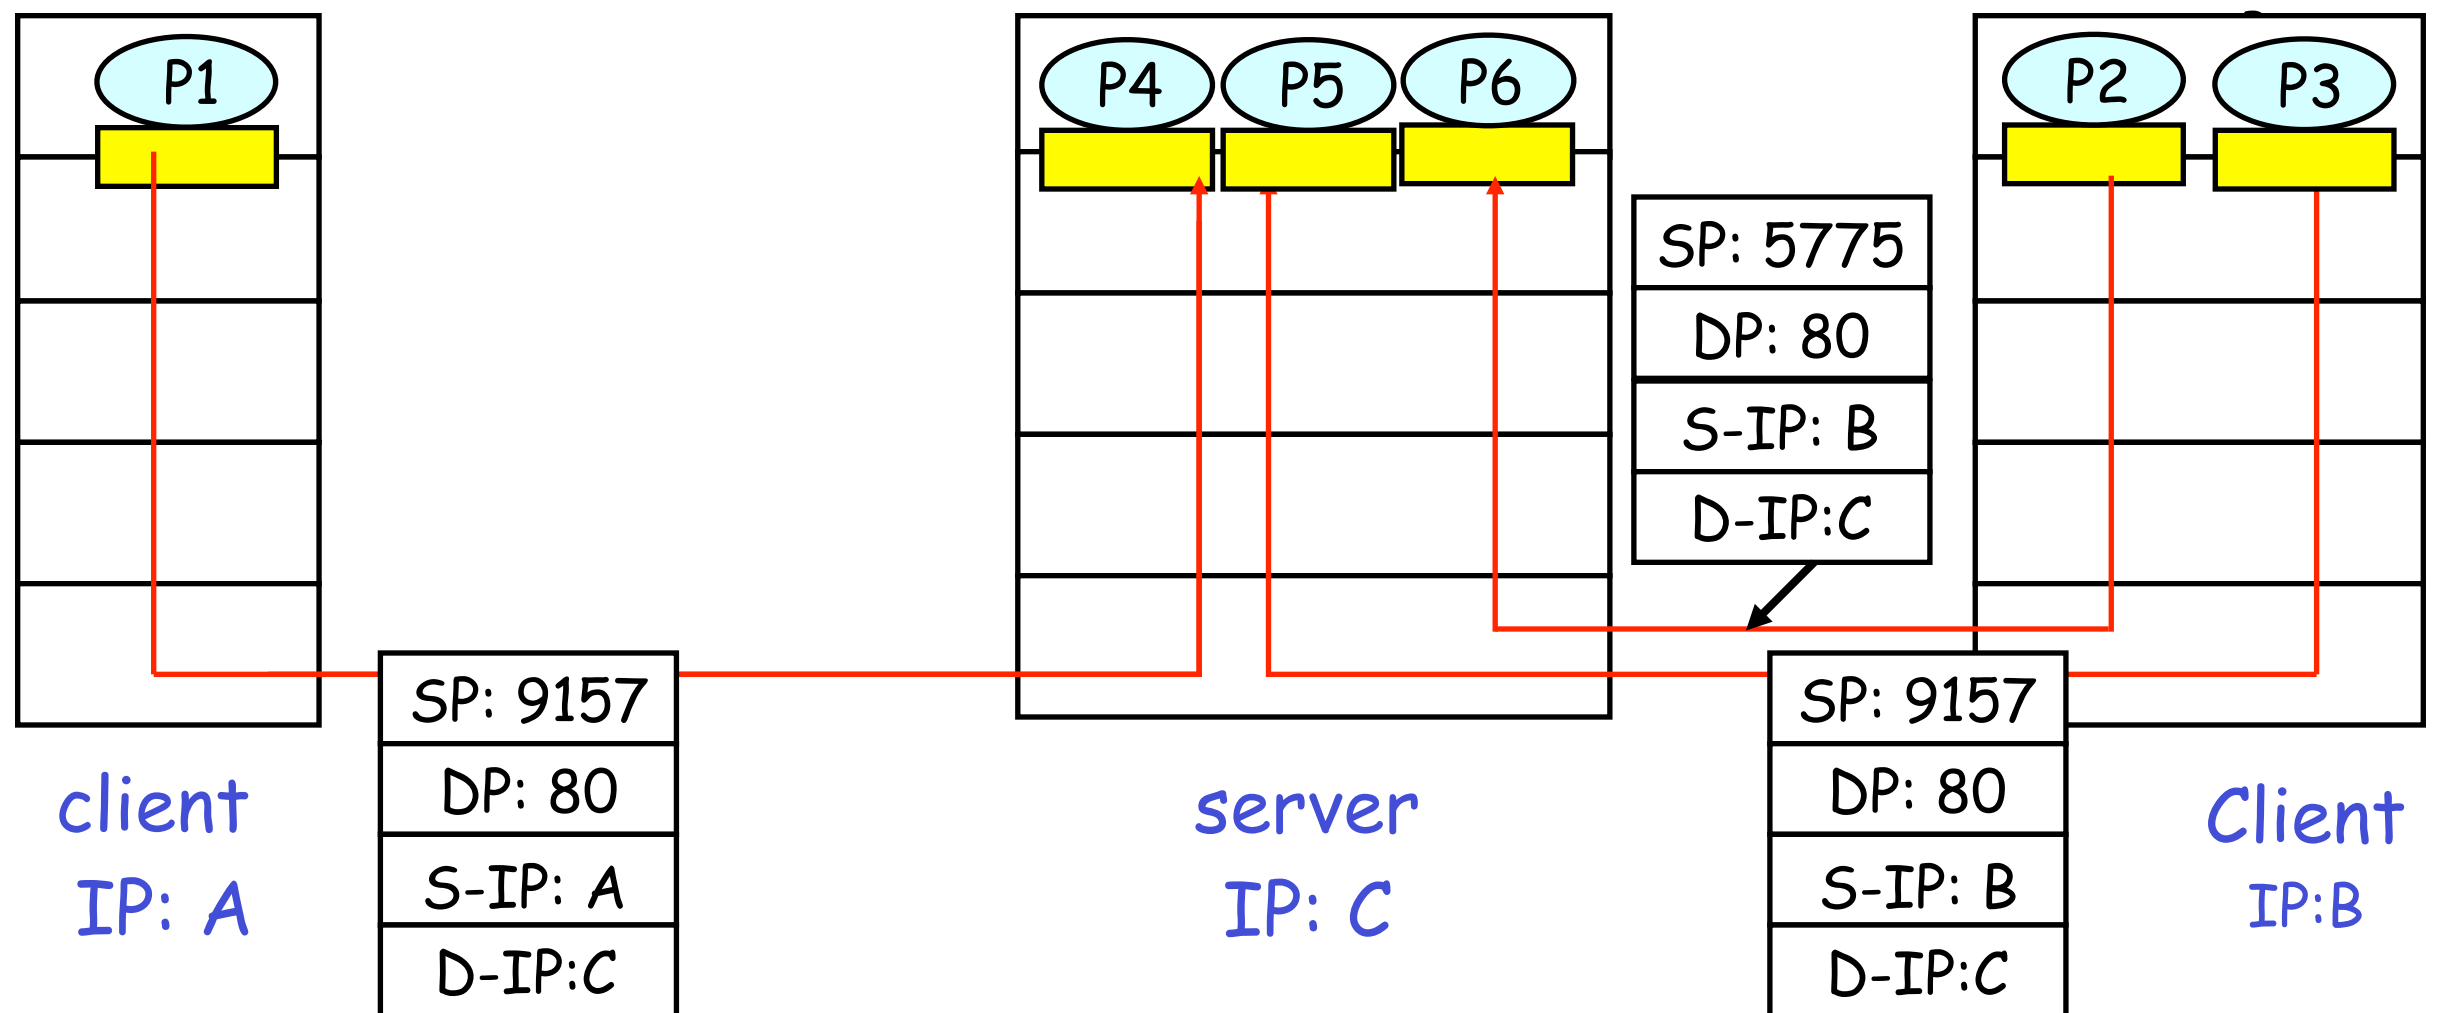 P1
P4
P5
P6
P2
P3
SP: 5775
DP: 80
S-IP: B
D-IP:C
SP: 9157
DP: 80
S-IP: A
D-IP:C
SP: 9157
DP: 80
S-IP: B
D-IP:C
client
IP: A
server
IP: C
Client
IP:B